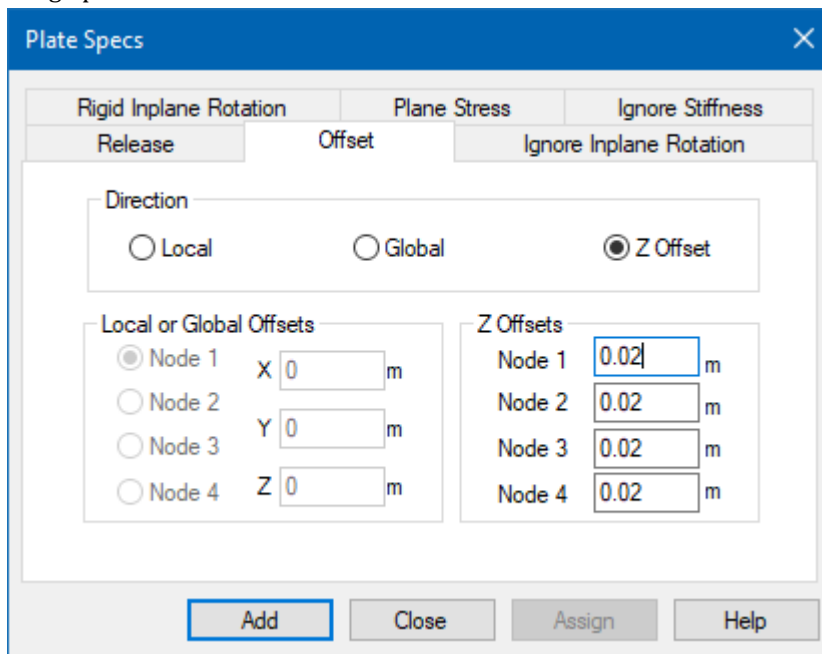 Plate Specs
Rigid Inplane Rotation Plane Stress Ignore Stiffness
Release Offset Ignore Inplane Rotation
Direction
Local Global Z Offset
Local or Global Offsets Z Offsets
Node 1 X 0 m Node 1 0.02 m
Node 2 Node 2 0.02 m
Y 0 m
Node 3 Node 3 0.02 m
Node 4 Z 0 m Node 4 0.02 m
Add Close Assign Help